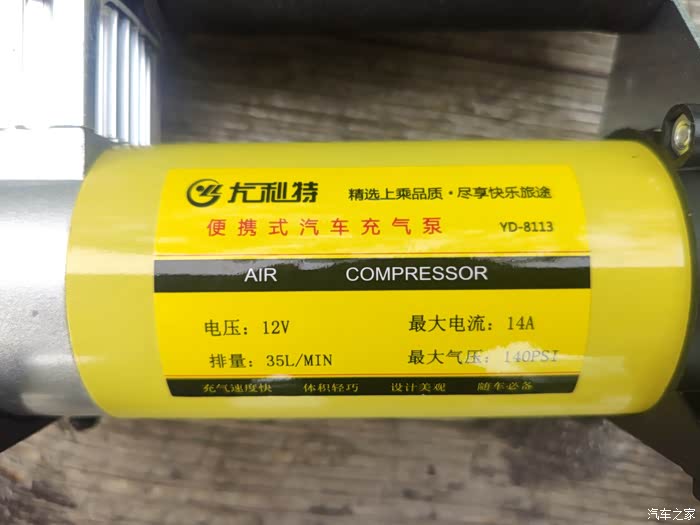 尤利特 精选上乘品质·尽享快乐旅途
便携式汽车充气泵 YD-8113
AIR COMPRESSOR
电压: 12V 最大电流: 14A
排量: 35L/MIN 最大气压: 140PSI
充气速度快 体积轻巧 设计美观 随车必备
汽车之家